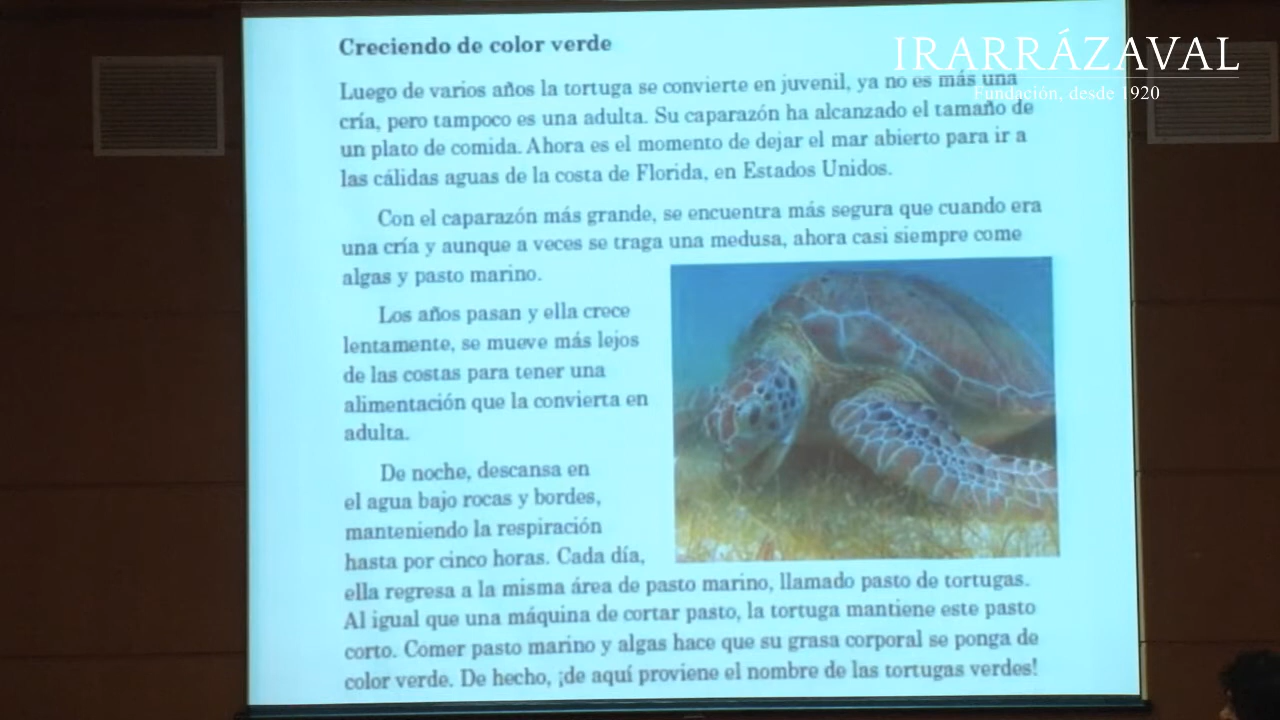 Creciendo de color verde
IRARRÁZAVAL
Fundación, desde 1920
Luego de varios años la tortuga se convierte en juvenil, ya no es más una
cría, pero tampoco es una adulta. Su caparazón ha alcanzado el tamaño de
un plato de comida. Ahora es el momento de dejar el mar abierto para ir a
las cálidas aguas de la costa de Florida, en Estados Unidos.
Con el caparazón más grande, se encuentra más segura que cuando era
una cría y aunque a veces se traga una medusa, ahora casi siempre come
algas y pasto marino.
Los años pasan y ella crece
lentamente, se mueve más lejos
de las costas para tener una
alimentación que la convierta en
adulta.
De noche, descansa en
el agua bajo rocas y bordes,
manteniendo la respiración
hasta por cinco horas. Cada día,
ella regresa a la misma área de pasto marino, llamado pasto de tortugas.
Al igual que una máquina de cortar pasto, la tortuga mantiene este pasto
corto. Comer pasto marino y algas hace que su grasa corporal se ponga de
color verde. De hecho, ¡de aquí proviene el nombre de las tortugas verdes!